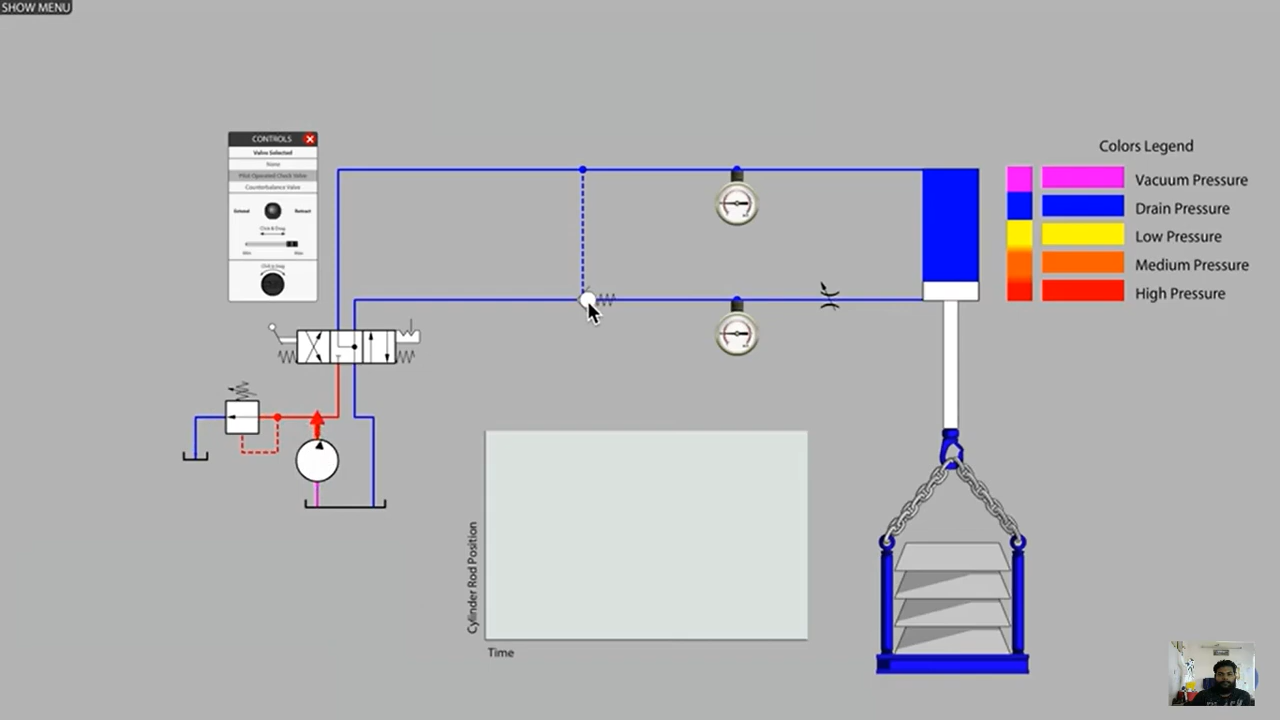 SHOW MENU
CONTROLS
Valve Selected
None
Pilot Operated Check Valve
Counterbalance Valve
Extend
Retract
Click & Drag
Min
Max
Click & Drag
Colors Legend
Vacuum Pressure
Drain Pressure
Low Pressure
Medium Pressure
High Pressure
Cylinder Rod Position
Time